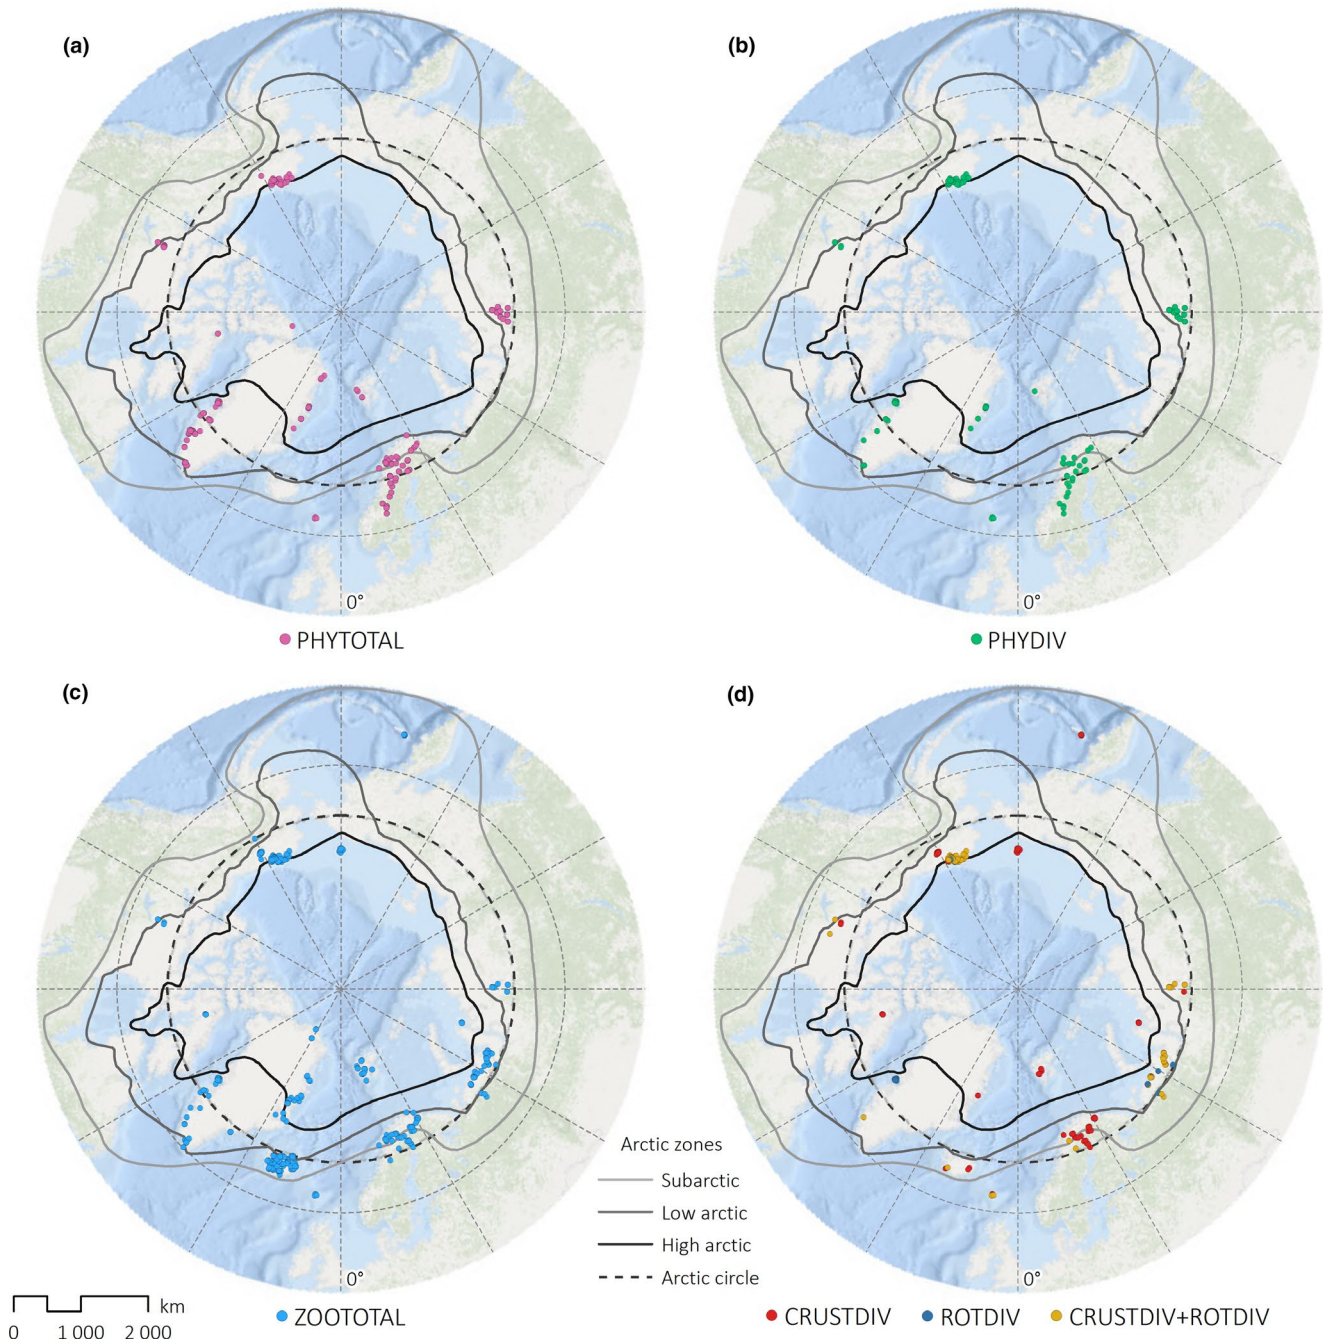 (a)
(b)
0°
0°
PHYTOTAL
PHYDIV
(c)
(d)
Arctic zones
Subarctic
Low arctic
High arctic
Arctic circle
0°
0°
km
0 1 000 2 000
ZOOTOTAL
CRUSTDIV ROTDIV CRUSTDIV+ROTDIV